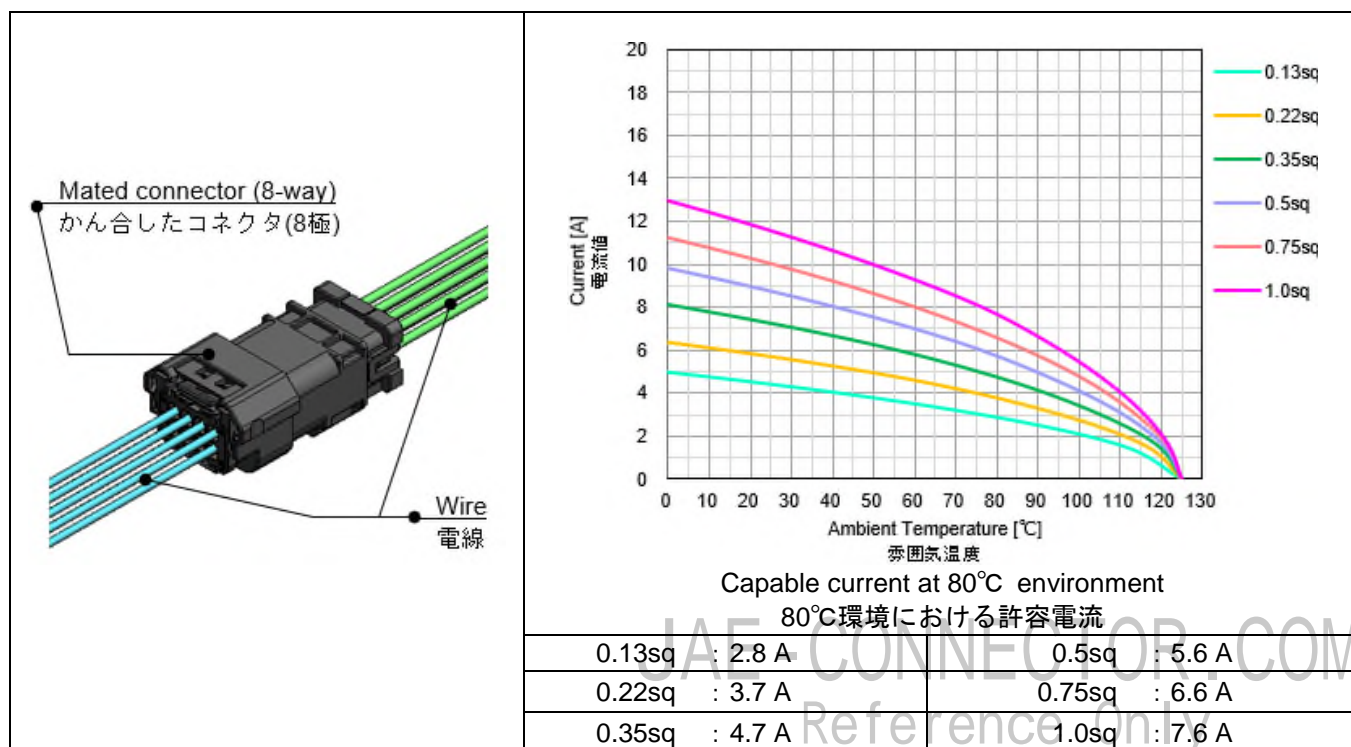 Mated connector (8-way)
かん合したコネクタ(8極)
Wire
電線
20
18
16
14
12
10
8
6
4
2
0
Current [A]
電流値
0 10 20 30 40 50 60 70 80 90 100 110 120 130
Ambient Temperature [℃]
雰囲気温度
0.13sq
0.22sq
0.35sq
0.5sq
0.75sq
1.0sq
Capable current at 80℃ environment
80℃環境における許容電流
0.13sq : 2.8 A 0.5sq : 5.6 A
0.22sq : 3.7 A 0.75sq : 6.6 A
0.35sq : 4.7 A 1.0sq : 7.6 A
JAE-CONNECTOR.COM
Reference Only